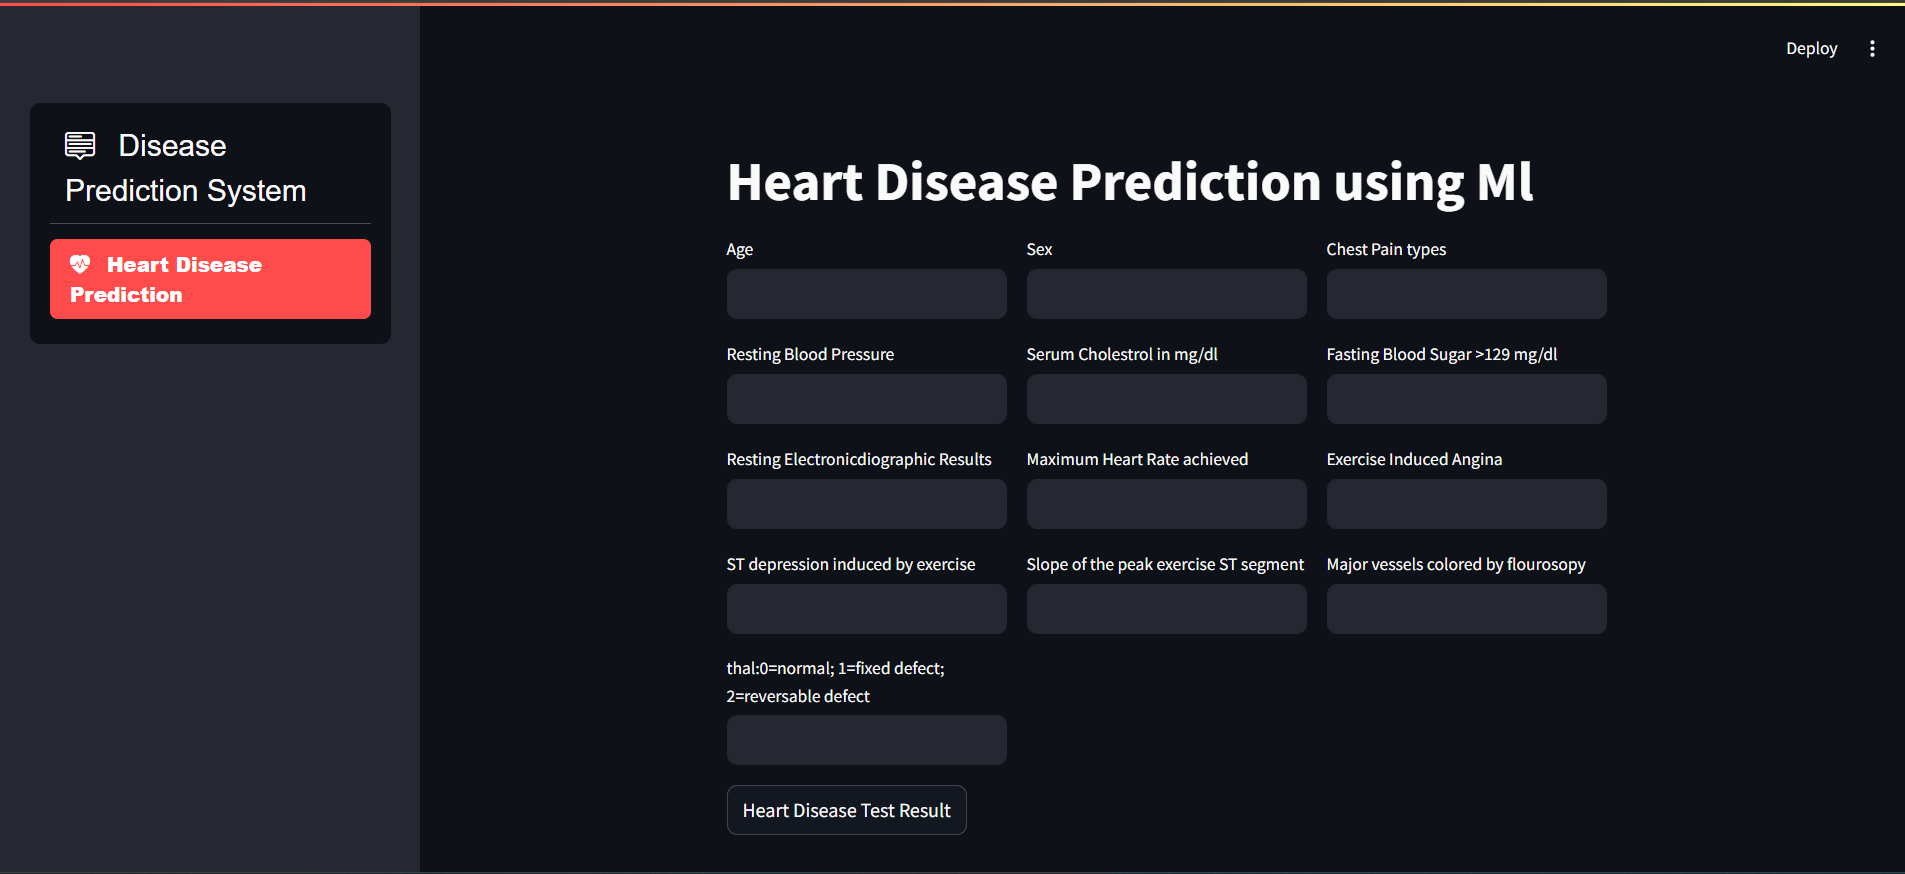 Deploy
Disease
Prediction System
Heart Disease
Prediction
Heart Disease Prediction using Ml
Age
Sex
Chest Pain types
Resting Blood Pressure
Serum Cholestrol in mg/dl
Fasting Blood Sugar >129 mg/dl
Resting Electronicdiographic Results
Maximum Heart Rate achieved
Exercise Induced Angina
ST depression induced by exercise
Slope of the peak exercise ST segment
Major vessels colored by flourosopy
thal:0=normal; 1=fixed defect;
2=reversable defect
Heart Disease Test Result